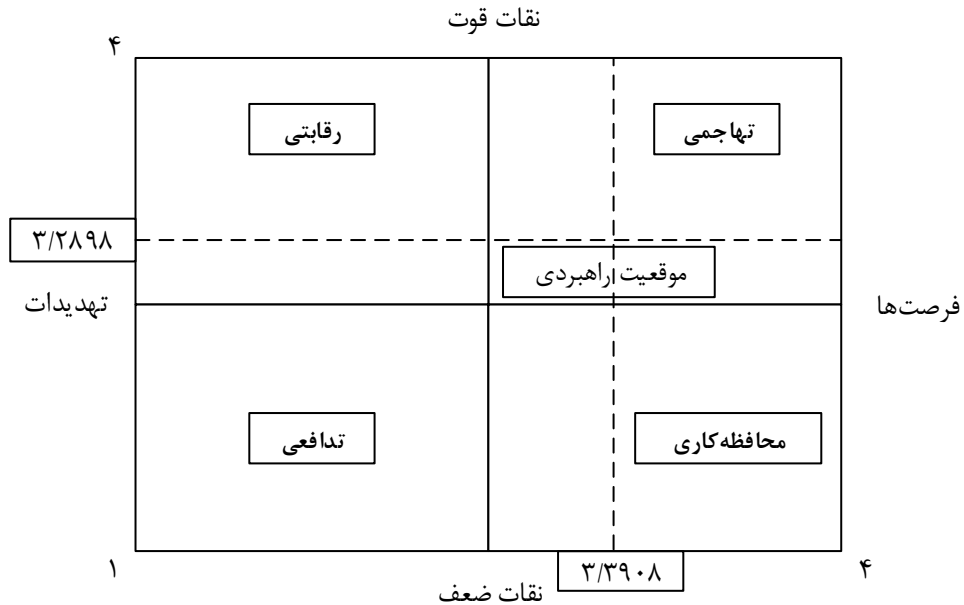 نقات قوت
۴
رقابتی
تهاجمی
۳/۲۸۹۸
موقعیت راهبردی
تهدیدات
فرصت‌ها
تدافعی
محافظه‌کاری
۱
۳/۳۹۰۸
۴
نقات ضعف